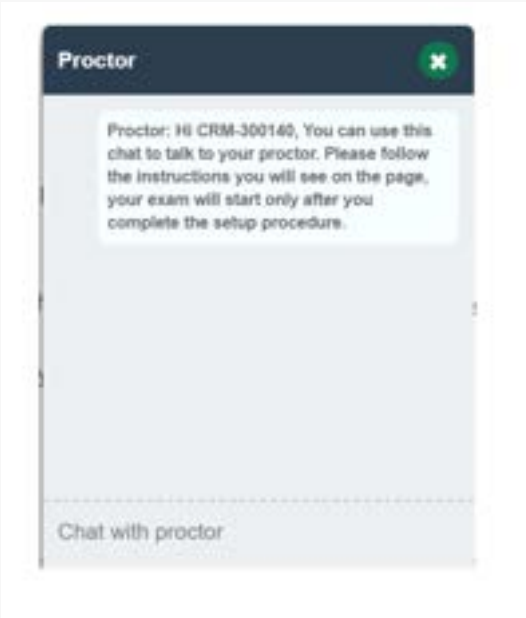 Proctor
Proctor: Hi CRM-300140, You can use this
chat to talk to your proctor. Please follow
the instructions you will see on the page,
your exam will start only after you
complete the setup procedure.
Chat with proctor